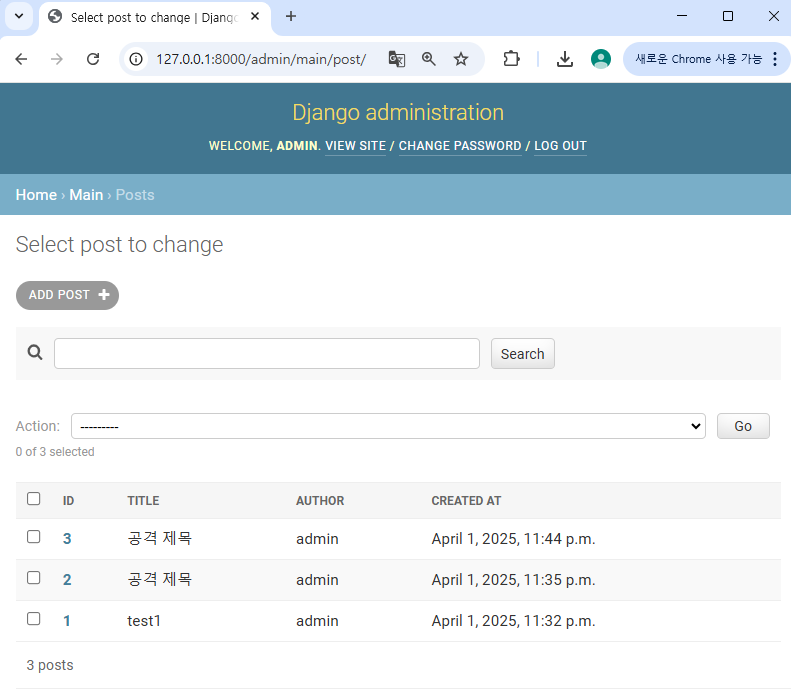 Select post to change | Djang
127.0.0.1:8000/admin/main/post/
새로운 Chrome 사용 가능
Django administration
WELCOME, ADMIN. VIEW SITE / CHANGE PASSWORD / LOG OUT
Home › Main › Posts
Select post to change
ADD POST +
Search
Action: ---------
Go
0 of 3 selected
ID TITLE AUTHOR CREATED AT
3 공격 제목 admin April 1, 2025, 11:44 p.m.
2 공격 제목 admin April 1, 2025, 11:35 p.m.
1 test1 admin April 1, 2025, 11:32 p.m.
3 posts